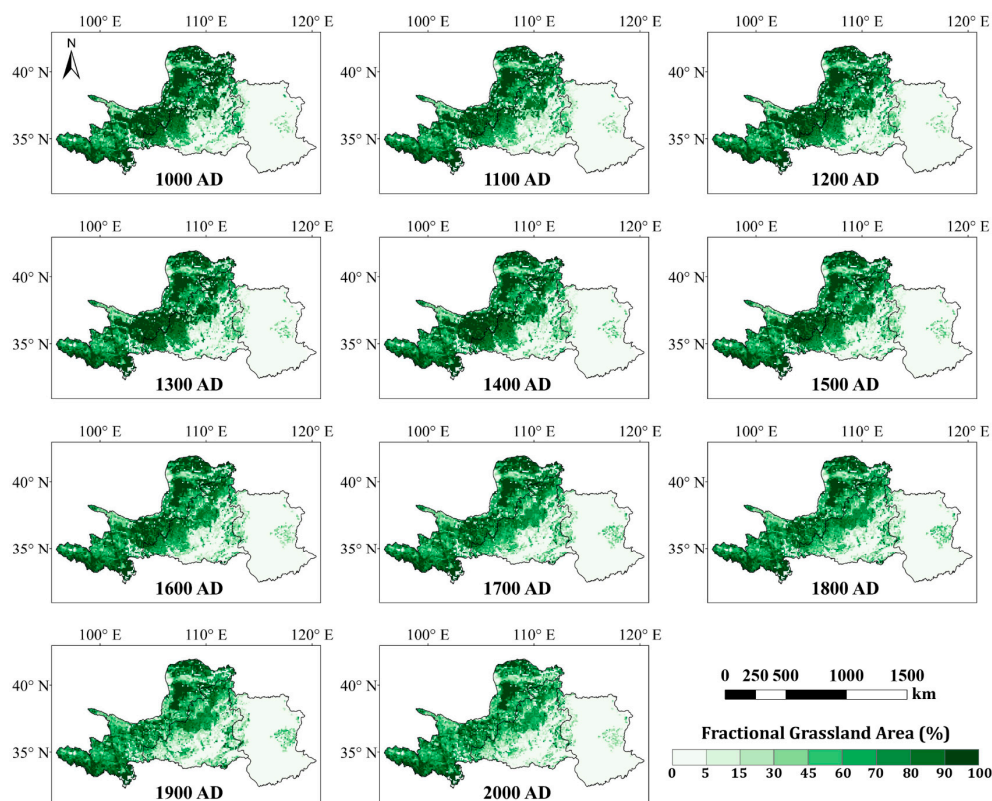 100° E 110° E 120° E 100° E 110° E 120° E 100° E 110° E 120° E
N
40° N 40° N 40° N
35° N 35° N 35° N
1000 AD 1100 AD 1200 AD
100° E 110° E 120° E 100° E 110° E 120° E 100° E 110° E 120° E
40° N 40° N 40° N
35° N 35° N 35° N
1300 AD 1400 AD 1500 AD
100° E 110° E 120° E 100° E 110° E 120° E 100° E 110° E 120° E
40° N 40° N 40° N
35° N 35° N 35° N
1600 AD 1700 AD 1800 AD
100° E 110° E 120° E 100° E 110° E 120° E
40° N 40° N
35° N 35° N
1900 AD 2000 AD
0 250 500 1000 1500
km
Fractional Grassland Area (%)
0 5 15 30 45 60 70 80 90 100